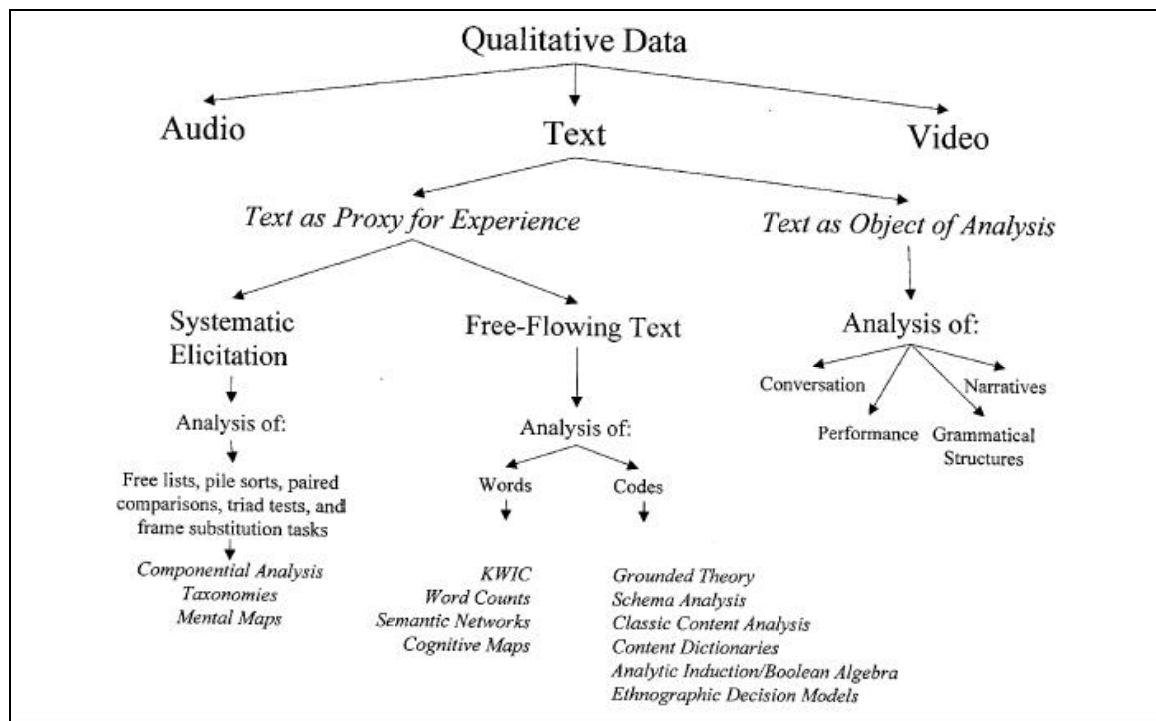 Qualitative Data
Audio
Text
Video
Text as Proxy for Experience
Text as Object of Analysis
Systematic
Elicitation
Free-Flowing Text
Analysis of:
Conversation
Narratives
Performance
Grammatical
Structures
Analysis of:
Free lists, pile sorts, paired
comparisons, triad tests, and
frame substitution tasks
Componential Analysis
Taxonomies
Mental Maps
Analysis of:
Words
Codes
KWIC
Word Counts
Semantic Networks
Cognitive Maps
Grounded Theory
Schema Analysis
Classic Content Analysis
Content Dictionaries
Analytic Induction/Boolean Algebra
Ethnographic Decision Models